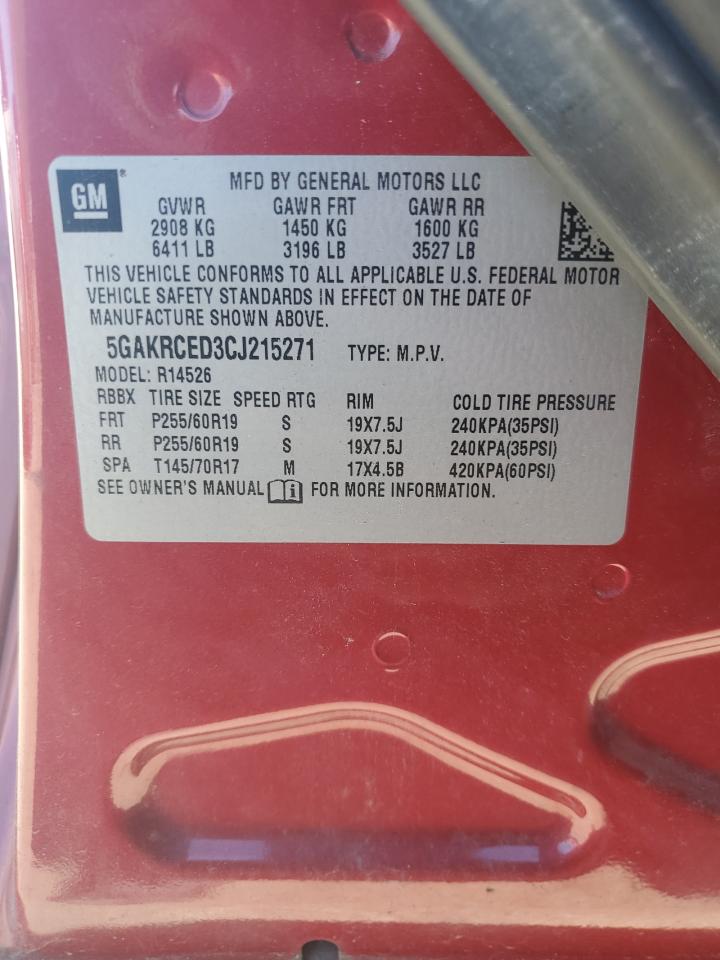 GM ® MFD BY GENERAL MOTORS LLC
GVWR GAWR FRT GAWR RR
2908 KG 1450 KG 1600 KG
6411 LB 3196 LB 3527 LB
THIS VEHICLE CONFORMS TO ALL APPLICABLE U.S. FEDERAL MOTOR
VEHICLE SAFETY STANDARDS IN EFFECT ON THE DATE OF
MANUFACTURE SHOWN ABOVE.
5GAKRCED3CJ215271 TYPE: M.P.V.
MODEL: R14526
RBBX TIRE SIZE SPEED RTG RIM COLD TIRE PRESSURE
FRT P255/60R19 S 19X7.5J 240KPA(35PSI)
RR P255/60R19 S 19X7.5J 240KPA(35PSI)
SPA T145/70R17 M 17X4.5B 420KPA(60PSI)
SEE OWNER'S MANUAL i FOR MORE INFORMATION.